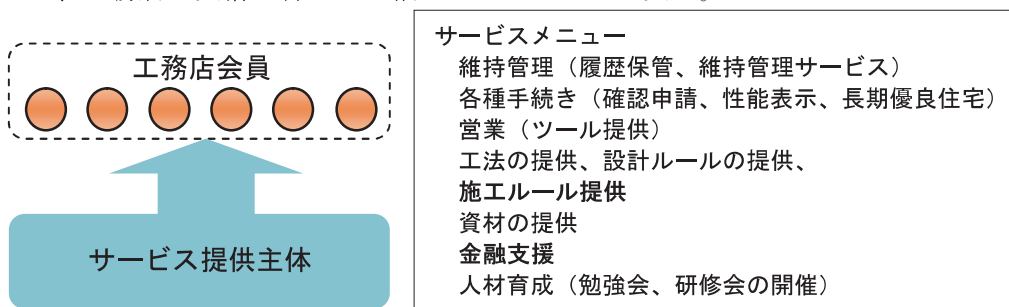 工務店会員
サービス提供主体
サービスメニュー
維持管理（履歴保管、維持管理サービス）
各種手続き（確認申請、性能表示、長期優良住宅）
営業（ツール提供）
工法の提供、設計ルールの提供、
施工ルール提供
資材の提供
金融支援
人材育成（勉強会、研修会の開催）